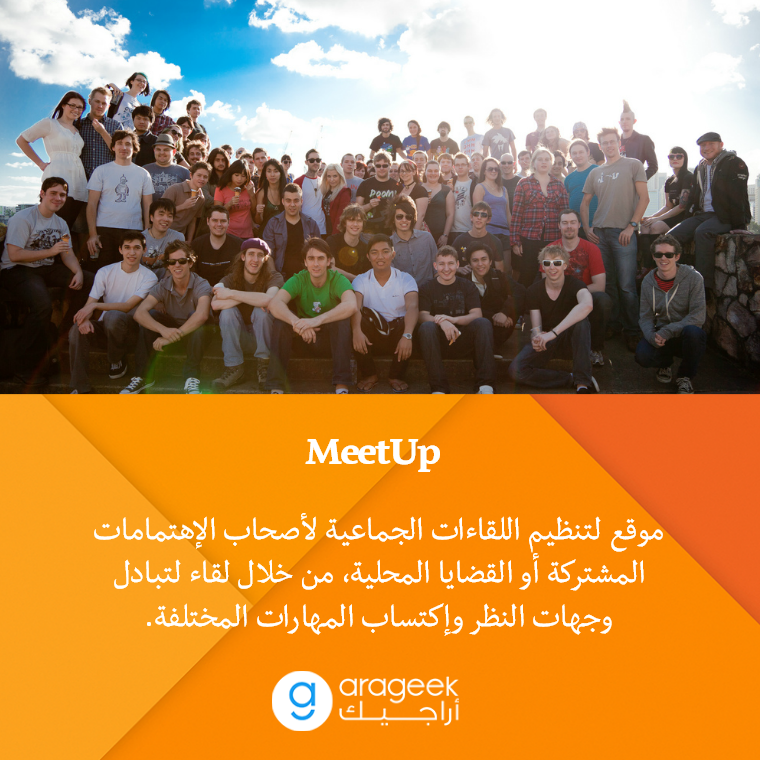 MeetUp
موقع لتنظيم اللقاءات الجماعية لأصحاب الإهتمامات
المشتركة أو القضايا المحلية، من خلال لقاء لتبادل
وجهات النظر وإكتساب المهارات المختلفة.
arageek
أراجيك